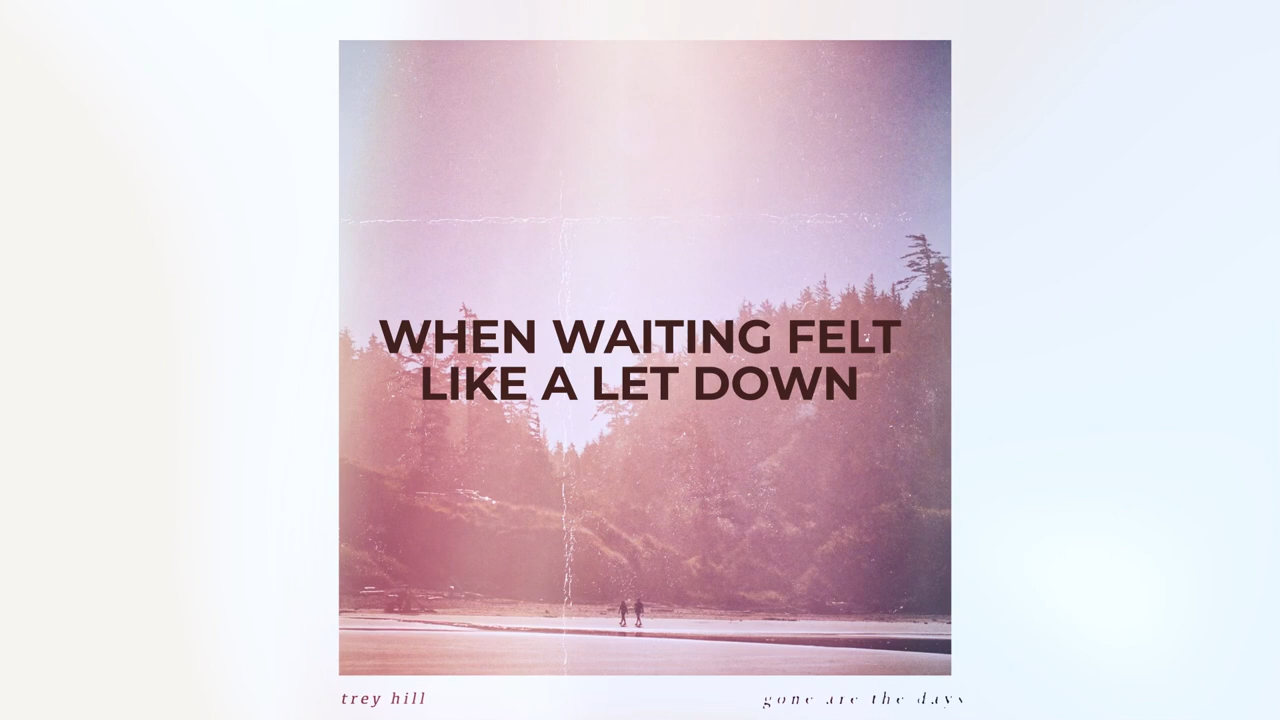 WHEN WAITING FELT
LIKE A LET DOWN
trey hill
gone are the days